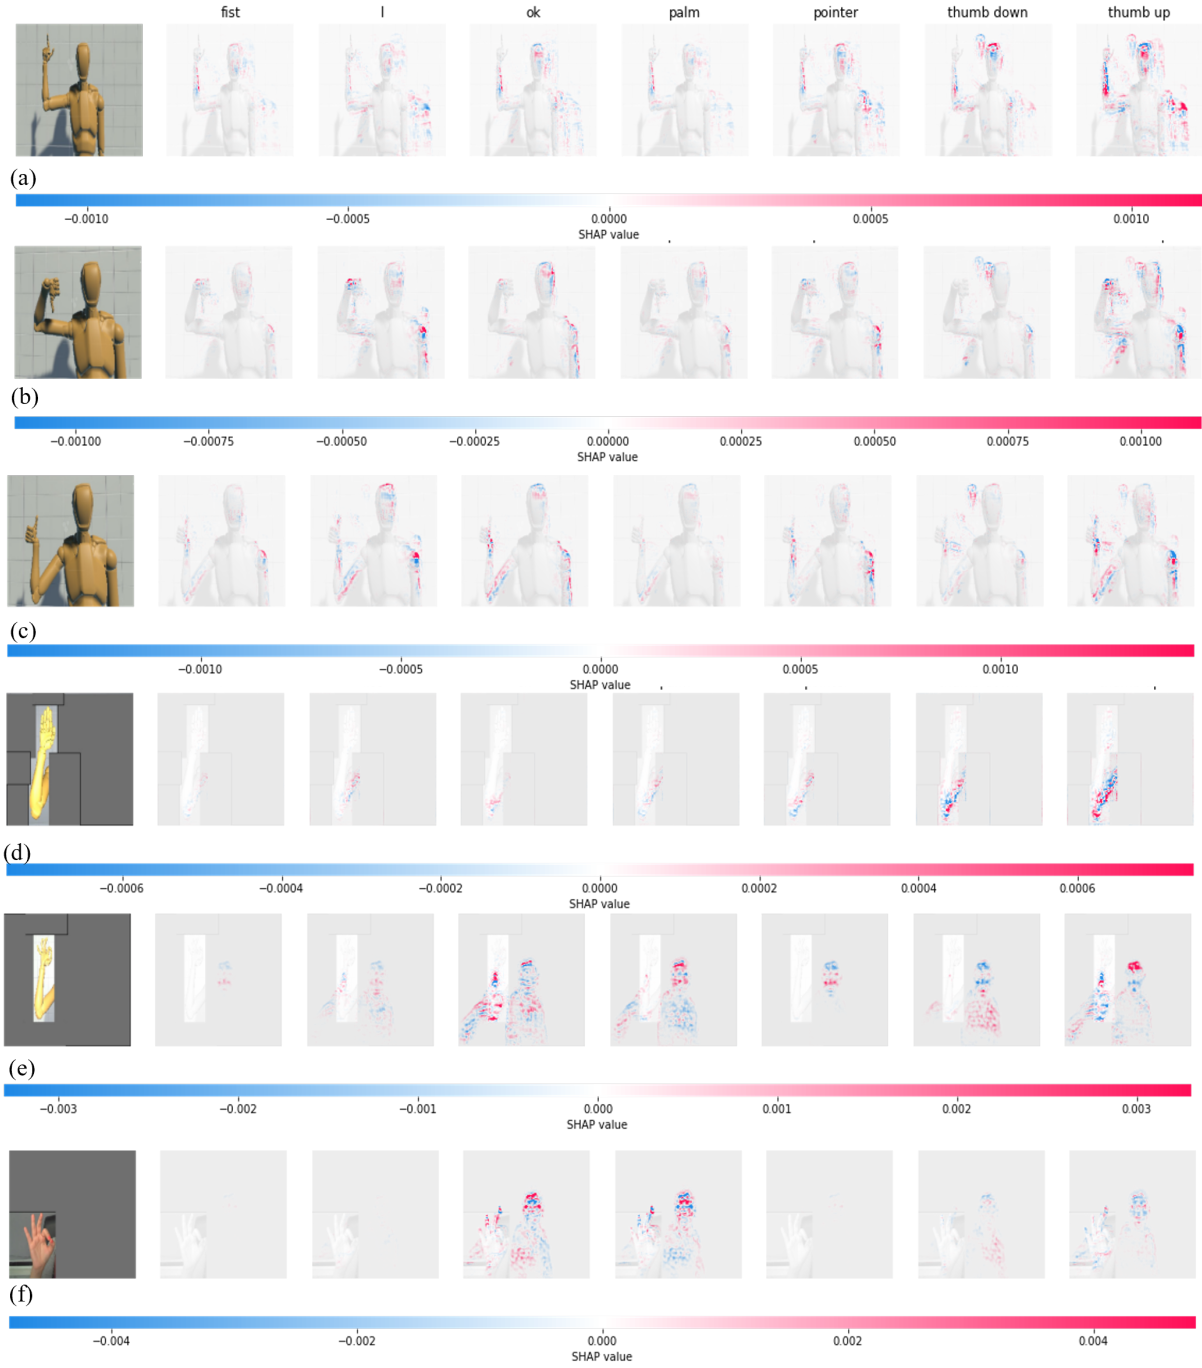 fist l ok palm pointer thumb down thumb up
(a)
−0.0010 −0.0005 0.0000 0.0005 0.0010
SHAP value
(b)
−0.00100 −0.00075 −0.00050 −0.00025 0.00000 0.00025 0.00050 0.00075 0.00100
SHAP value
(c)
−0.0010 −0.0005 0.0000 0.0005 0.0010
SHAP value
(d)
−0.0006 −0.0004 −0.0002 0.0000 0.0002 0.0004 0.0006
SHAP value
(e)
−0.003 −0.002 −0.001 0.000 0.001 0.002 0.003
SHAP value
(f)
−0.004 −0.002 0.000 0.002 0.004
SHAP value